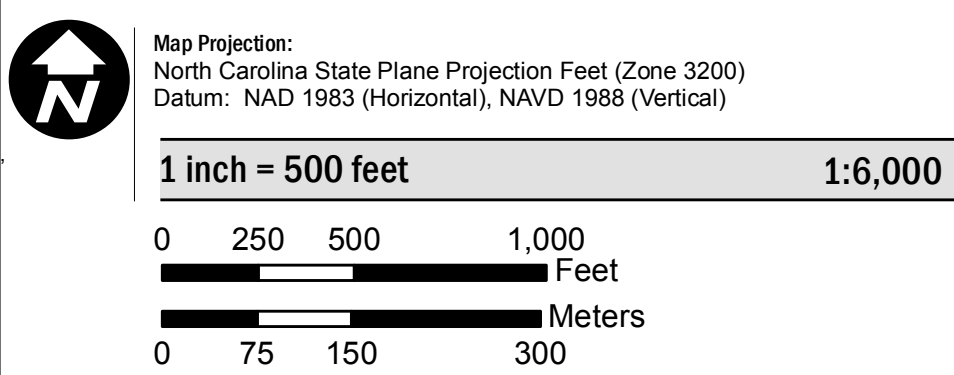 N
Map Projection:
North Carolina State Plane Projection Feet (Zone 3200)
Datum: NAD 1983 (Horizontal), NAVD 1988 (Vertical)
,
1 inch = 500 feet 1:6,000
0 250 500 1,000
Feet
Meters
0 75 150 300